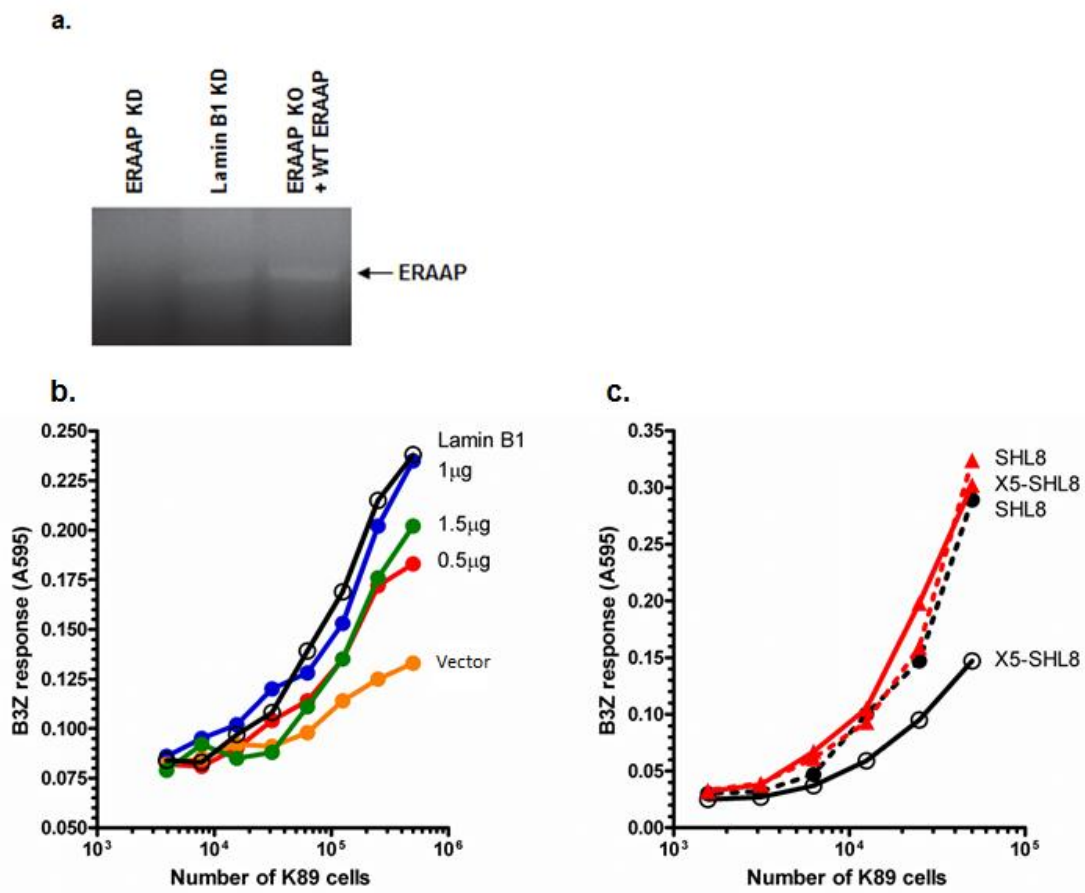 a.
ERAAP KD
Lamin B1 KD
ERAAP KO
+ WT ERAAP
ERAAP
b.
0.250
0.225
0.200
0.175
0.150
0.125
0.100
0.075
0.050
B3Z response (A595)
10³
10⁴
10⁵
10⁶
Number of K89 cells
Lamin B1
1μg
1.5μg
0.5μg
Vector
c.
0.35
0.30
0.25
0.20
0.15
0.10
0.05
0.00
B3Z response (A595)
10³
10⁴
10⁵
Number of K89 cells
SHL8
X5-SHL8
SHL8
X5-SHL8